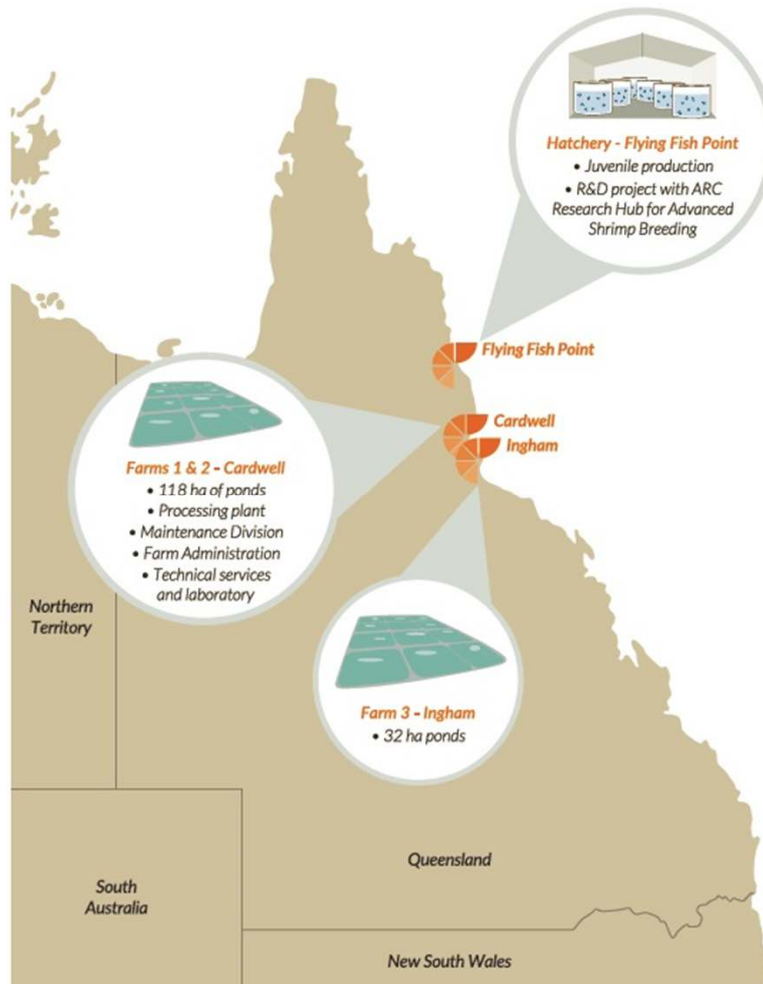 Hatchery - Flying Fish Point
• Juvenile production
• R&D project with ARC
Research Hub for Advanced
Shrimp Breeding
Flying Fish Point
Cardwell
Ingham
Farms 1 & 2 - Cardwell
• 118 ha of ponds
• Processing plant
• Maintenance Division
• Farm Administration
• Technical services
and laboratory
Northern
Territory
Farm 3 - Ingham
• 32 ha ponds
Queensland
South
Australia
New South Wales